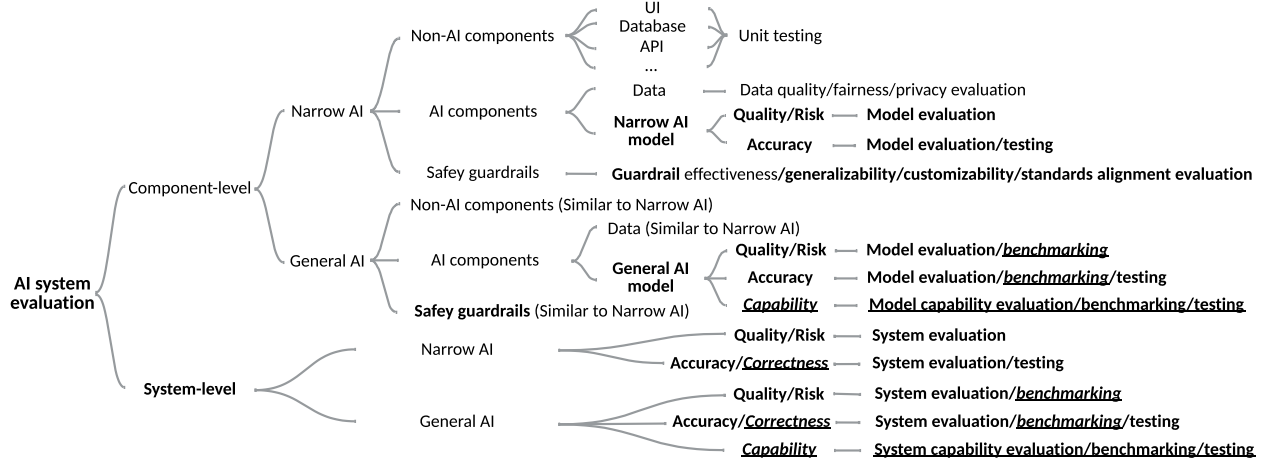 UI
Database
Non-AI components
API
Unit testing
...
Data
Data quality/fairness/privacy evaluation
Narrow AI
AI components
Narrow AI
model
Quality/Risk
Model evaluation
Accuracy
Model evaluation/testing
Safey guardrails
Guardrail effectiveness/generalizability/customizability/standards alignment evaluation
Component-level
Non-AI components (Similar to Narrow AI)
Data (Similar to Narrow AI)
General AI
AI components
General AI
model
Quality/Risk
Model evaluation/benchmarking
Accuracy
Model evaluation/benchmarking/testing
Capability
Model capability evaluation/benchmarking/testing
AI system
evaluation
Safey guardrails (Similar to Narrow AI)
Narrow AI
Quality/Risk
System evaluation
Accuracy/Correctness
System evaluation/testing
System-level
Quality/Risk
System evaluation/benchmarking
General AI
Accuracy/Correctness
System evaluation/benchmarking/testing
Capability
System capability evaluation/benchmarking/testing